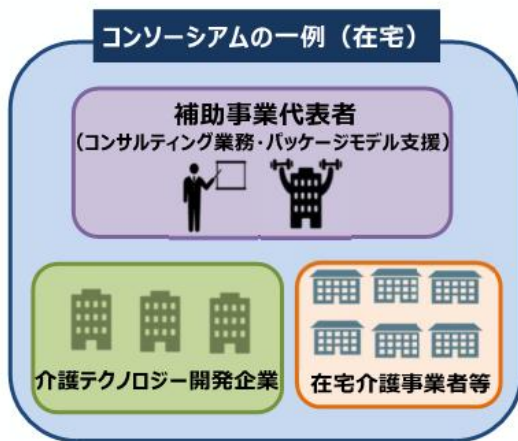 コンソーシアムの一例（在宅）
補助事業代表者
（コンサルティング業務・パッケージモデル支援）
介護テクノロジー開発企業
在宅介護事業者等